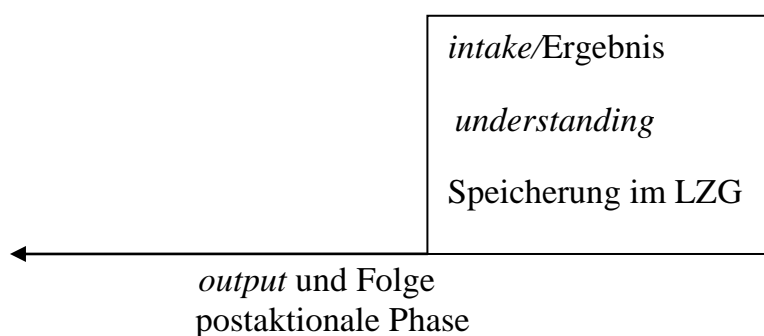 intake/Ergebnis
understanding
Speicherung im LZG
output und Folge
postaktionale Phase